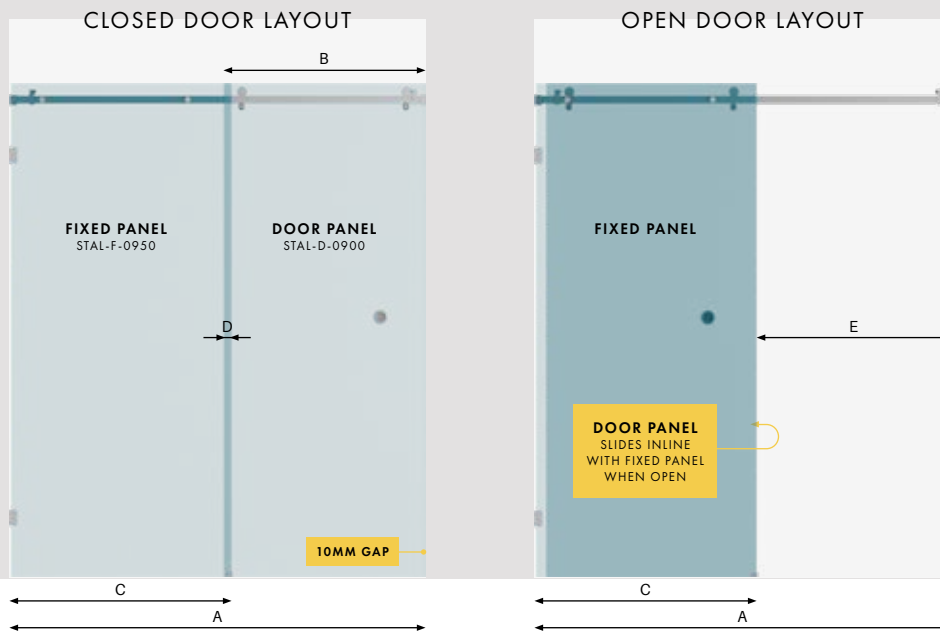 CLOSED DOOR LAYOUT
B
FIXED PANEL
STAL-F-0950
DOOR PANEL
STAL-D-0900
D
10MM GAP
C
A
OPEN DOOR LAYOUT
FIXED PANEL
E
DOOR PANEL
SLIDES INLINE
WITH FIXED PANEL
WHEN OPEN
C
A